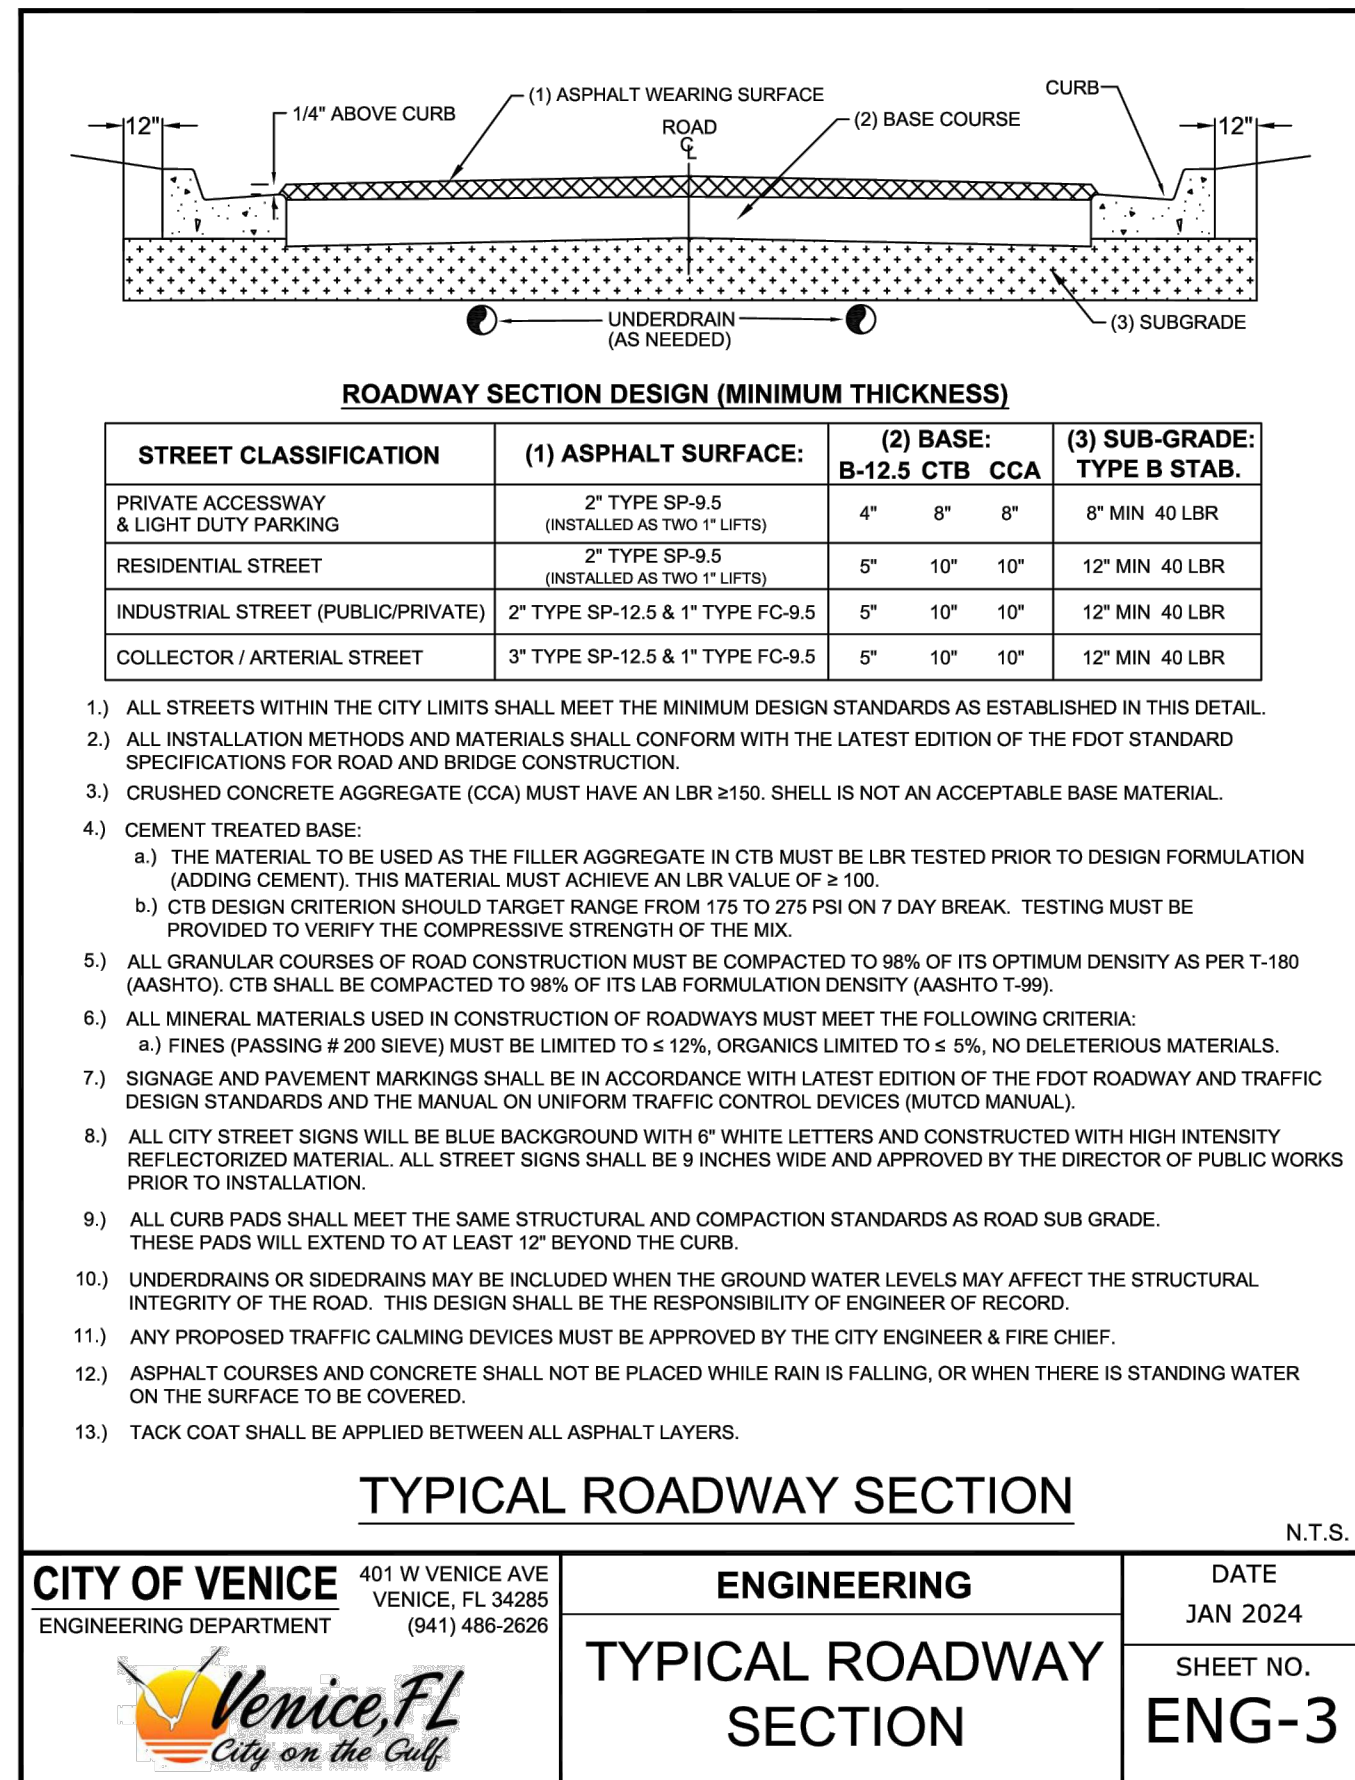 12"
1/4" ABOVE CURB
(1) ASPHALT WEARING SURFACE
ROAD
℄
(2) BASE COURSE
CURB
12"
UNDERDRAIN
(AS NEEDED)
(3) SUBGRADE
ROADWAY SECTION DESIGN (MINIMUM THICKNESS)
STREET CLASSIFICATION (1) ASPHALT SURFACE: (2) BASE: (3) SUB-GRADE:
B-12.5 CTB CCA TYPE B STAB.
PRIVATE ACCESSWAY
& LIGHT DUTY PARKING 2" TYPE SP-9.5
(INSTALLED AS TWO 1" LIFTS) 4" 8" 8" 8" MIN 40 LBR
RESIDENTIAL STREET 2" TYPE SP-9.5
(INSTALLED AS TWO 1" LIFTS) 5" 10" 10" 12" MIN 40 LBR
INDUSTRIAL STREET (PUBLIC/PRIVATE) 2" TYPE SP-12.5 & 1" TYPE FC-9.5 5" 10" 10" 12" MIN 40 LBR
COLLECTOR / ARTERIAL STREET 3" TYPE SP-12.5 & 1" TYPE FC-9.5 5" 10" 10" 12" MIN 40 LBR
1.) ALL STREETS WITHIN THE CITY LIMITS SHALL MEET THE MINIMUM DESIGN STANDARDS AS ESTABLISHED IN THIS DETAIL.
2.) ALL INSTALLATION METHODS AND MATERIALS SHALL CONFORM WITH THE LATEST EDITION OF THE FDOT STANDARD
SPECIFICATIONS FOR ROAD AND BRIDGE CONSTRUCTION.
3.) CRUSHED CONCRETE AGGREGATE (CCA) MUST HAVE AN LBR ≥150. SHELL IS NOT AN ACCEPTABLE BASE MATERIAL.
4.) CEMENT TREATED BASE:
a.) THE MATERIAL TO BE USED AS THE FILLER AGGREGATE IN CTB MUST BE LBR TESTED PRIOR TO DESIGN FORMULATION
(ADDING CEMENT). THIS MATERIAL MUST ACHIEVE AN LBR VALUE OF ≥ 100.
b.) CTB DESIGN CRITERION SHOULD TARGET RANGE FROM 175 TO 275 PSI ON 7 DAY BREAK. TESTING MUST BE
PROVIDED TO VERIFY THE COMPRESSIVE STRENGTH OF THE MIX.
5.) ALL GRANULAR COURSES OF ROAD CONSTRUCTION MUST BE COMPACTED TO 98% OF ITS OPTIMUM DENSITY AS PER T-180
(AASHTO). CTB SHALL BE COMPACTED TO 98% OF ITS LAB FORMULATION DENSITY (AASHTO T-99).
6.) ALL MINERAL MATERIALS USED IN CONSTRUCTION OF ROADWAYS MUST MEET THE FOLLOWING CRITERIA:
a.) FINES (PASSING # 200 SIEVE) MUST BE LIMITED TO ≤ 12%, ORGANICS LIMITED TO ≤ 5%, NO DELETERIOUS MATERIALS.
7.) SIGNAGE AND PAVEMENT MARKINGS SHALL BE IN ACCORDANCE WITH LATEST EDITION OF THE FDOT ROADWAY AND TRAFFIC
DESIGN STANDARDS AND THE MANUAL ON UNIFORM TRAFFIC CONTROL DEVICES (MUTCD MANUAL).
8.) ALL CITY STREET SIGNS WILL BE BLUE BACKGROUND WITH 6" WHITE LETTERS AND CONSTRUCTED WITH HIGH INTENSITY
REFLECTORIZED MATERIAL. ALL STREET SIGNS SHALL BE 9 INCHES WIDE AND APPROVED BY THE DIRECTOR OF PUBLIC WORKS
PRIOR TO INSTALLATION.
9.) ALL CURB PADS SHALL MEET THE SAME STRUCTURAL AND COMPACTION STANDARDS AS ROAD SUB GRADE.
THESE PADS WILL EXTEND TO AT LEAST 12" BEYOND THE CURB.
10.) UNDERDRAINS OR SIDEDRAINS MAY BE INCLUDED WHEN THE GROUND WATER LEVELS MAY AFFECT THE STRUCTURAL
INTEGRITY OF THE ROAD. THIS DESIGN SHALL BE THE RESPONSIBILITY OF ENGINEER OF RECORD.
11.) ANY PROPOSED TRAFFIC CALMING DEVICES MUST BE APPROVED BY THE CITY ENGINEER & FIRE CHIEF.
12.) ASPHALT COURSES AND CONCRETE SHALL NOT BE PLACED WHILE RAIN IS FALLING, OR WHEN THERE IS STANDING WATER
ON THE SURFACE TO BE COVERED.
13.) TACK COAT SHALL BE APPLIED BETWEEN ALL ASPHALT LAYERS.
TYPICAL ROADWAY SECTION
N.T.S.
CITY OF VENICE
ENGINEERING DEPARTMENT
401 W VENICE AVE
VENICE, FL 34285
(941) 486-2626
Venice, FL
City on the Gulf
ENGINEERING
TYPICAL ROADWAY
SECTION
DATE
JAN 2024
SHEET NO.
ENG-3